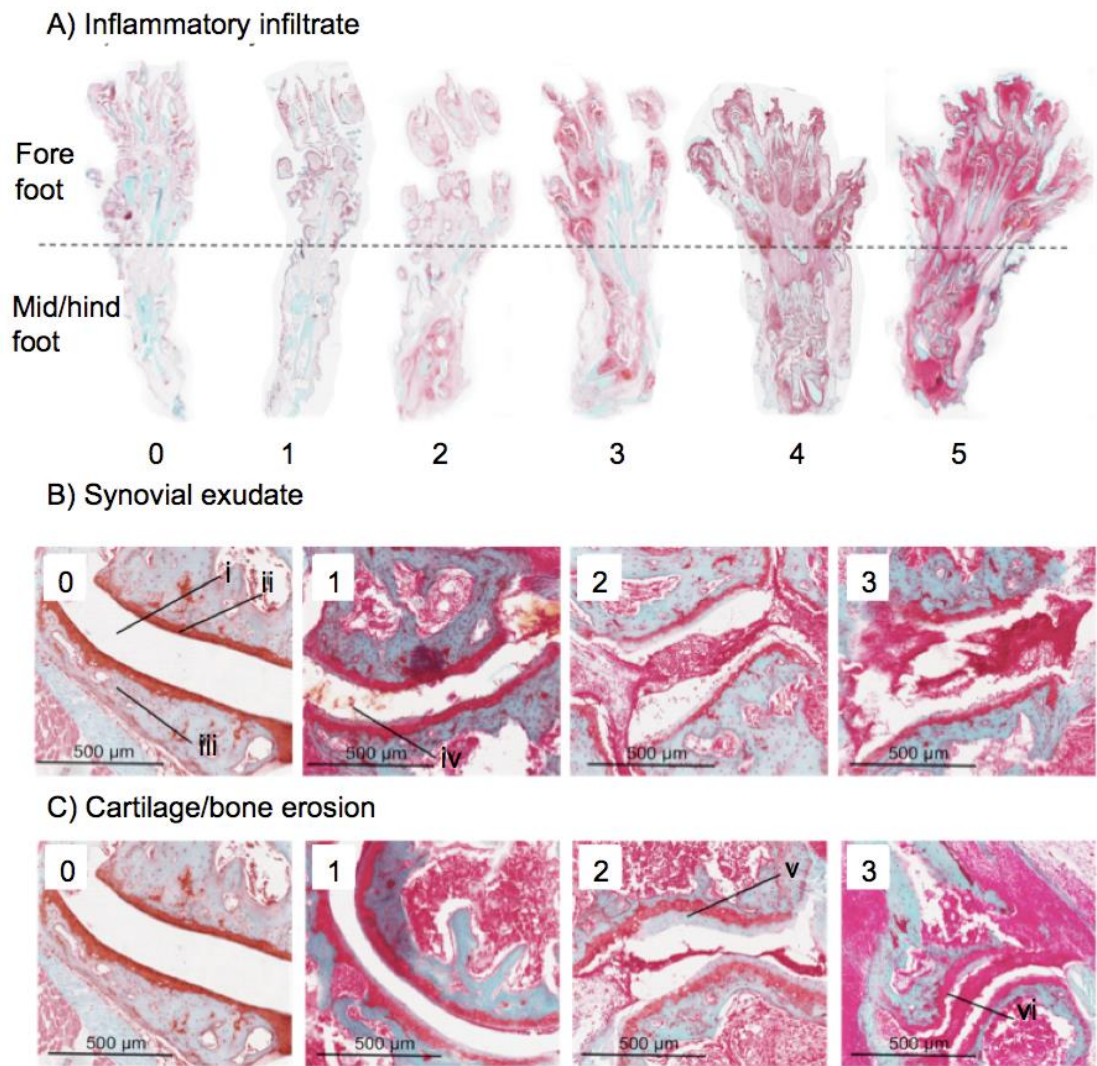 A) Inflammatory infiltrate
Fore
foot
Mid/hind
foot
0 1 2 3 4 5
B) Synovial exudate
0 1 2 3
i ii
iii iv
500 µm 500 µm 500 µm 500 µm
C) Cartilage/bone erosion
0 1 2 3
v
vi
500 µm 500 µm 500 µm 500 µm